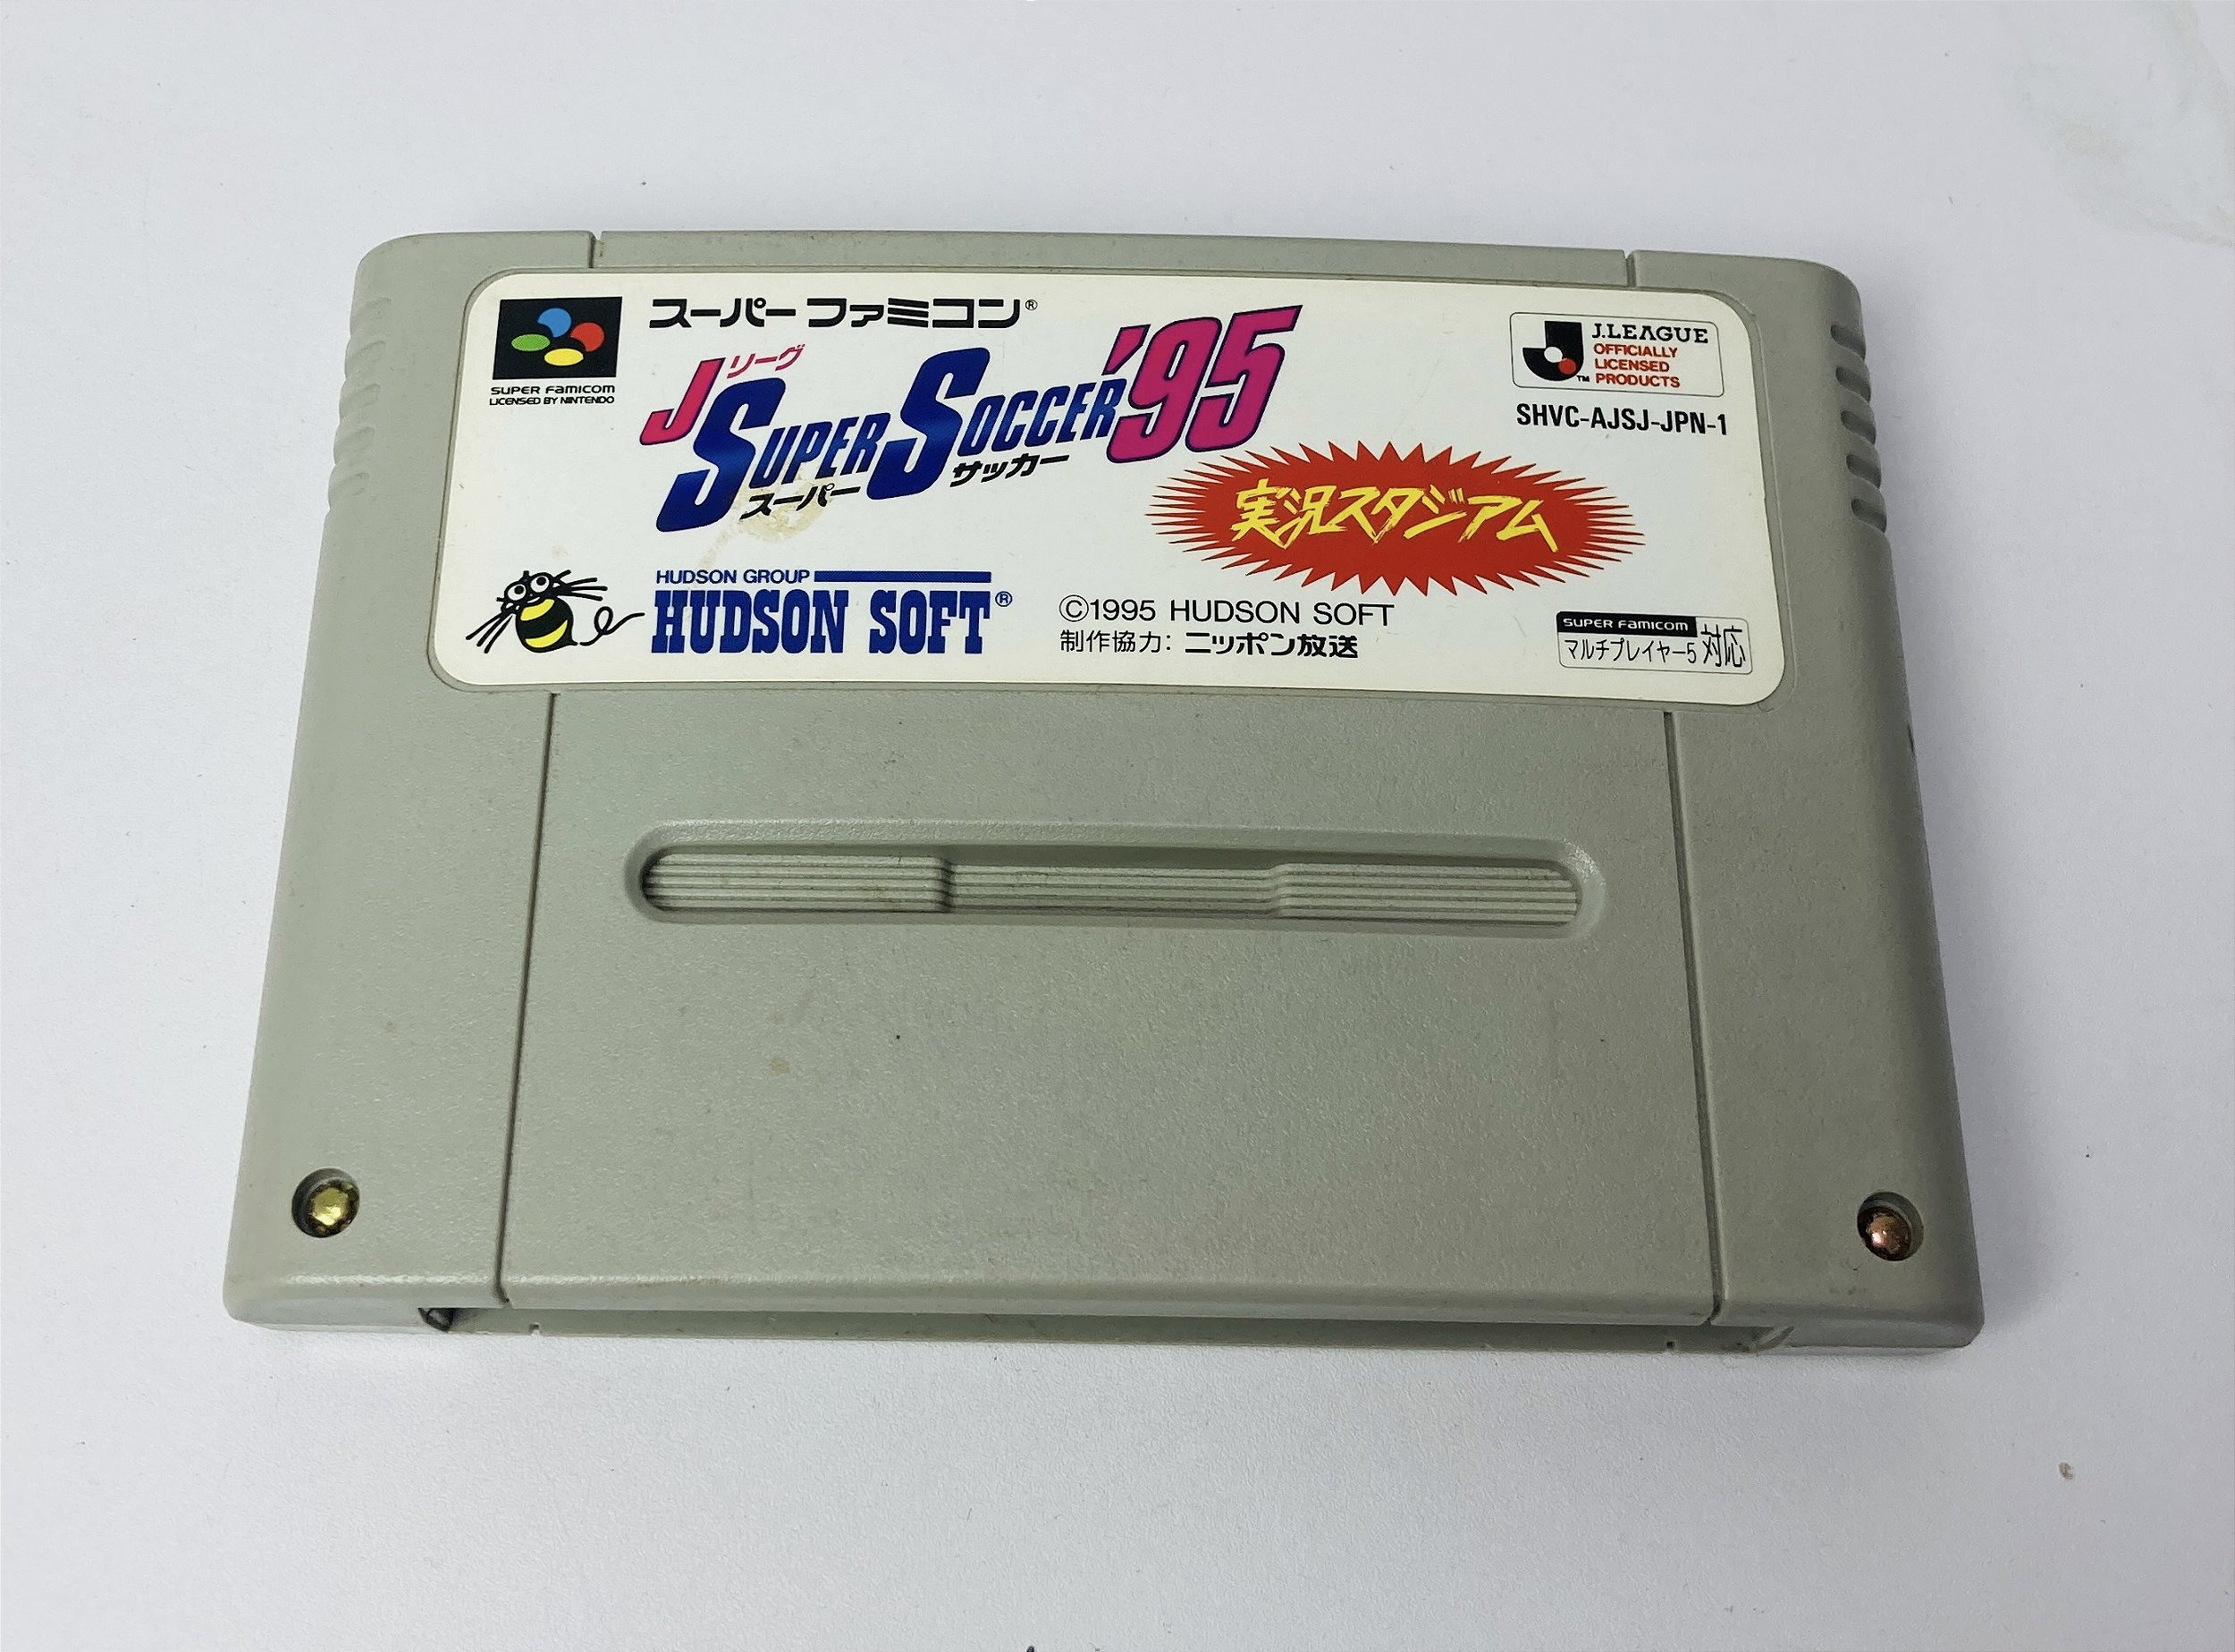 スーパーファミコン®
SUPER FAMICOM
LICENSED BY NINTENDO
Jリーグ
SUPER SOCCER '95
スーパー サッカー
実況スタジアム
J.LEAGUE
OFFICIALLY
LICENSED
PRODUCTS
TM
SHVC-AJSJ-JPN-1
HUDSON GROUP
HUDSON SOFT®
©1995 HUDSON SOFT
制作協力: ニッポン放送
SUPER FAMICOM
マルチプレイヤー5 対応